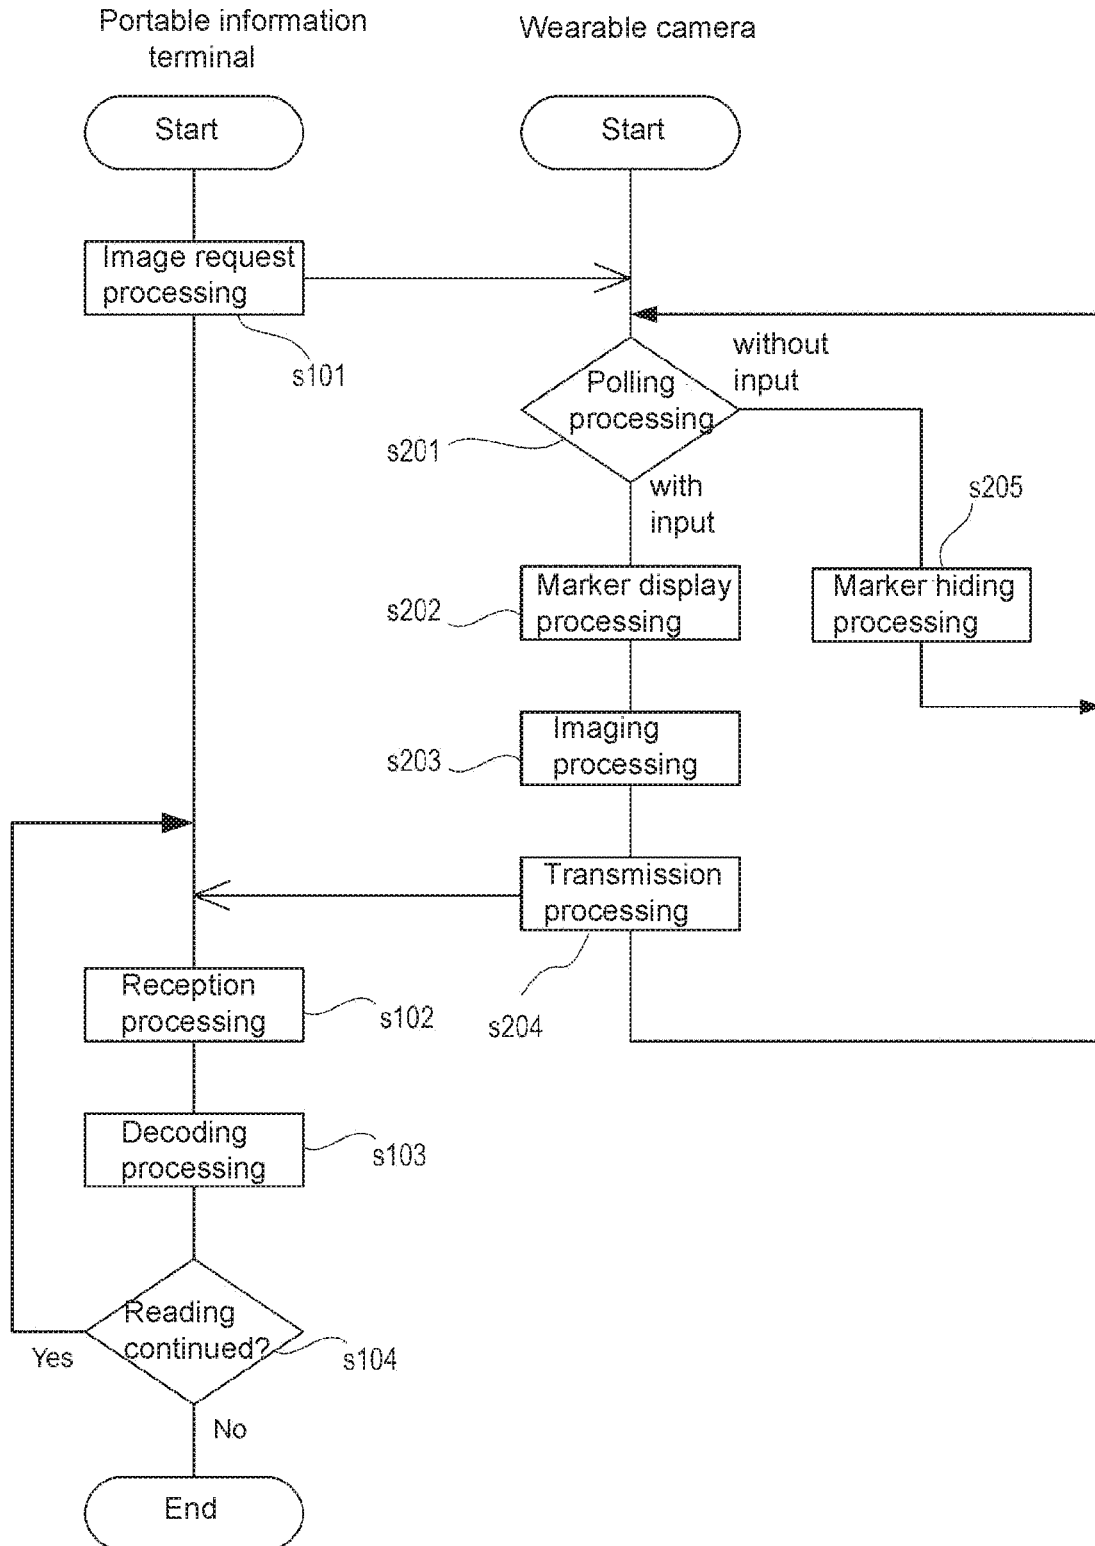 Portable information
terminal
Wearable camera
Start
Start
Image request
processing
s101
without
input
Polling
processing
s201
with
input
s205
Marker display
processing
s202
Marker hiding
processing
Imaging
processing
s203
Transmission
processing
s204
Reception
processing
s102
Decoding
processing
s103
Reading
continued?
s104
Yes
No
End